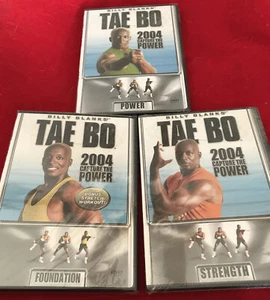 BILLY BLANKS'
TAE BO
2004
CAPTURE THE
POWER
POWER
BILLY BLANKS'
TAE BO
2004
CAPTURE THE
POWER
BONUS
WORKOUT!
FOUNDATION
BILLY BLANKS'
TAE BO
2004
CAPTURE THE
POWER
STRENGTH